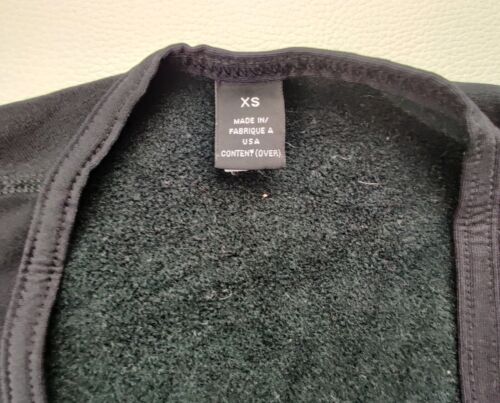 XS
MADE IN/
FABRIQUE A
USA
CONTENT (OVER)